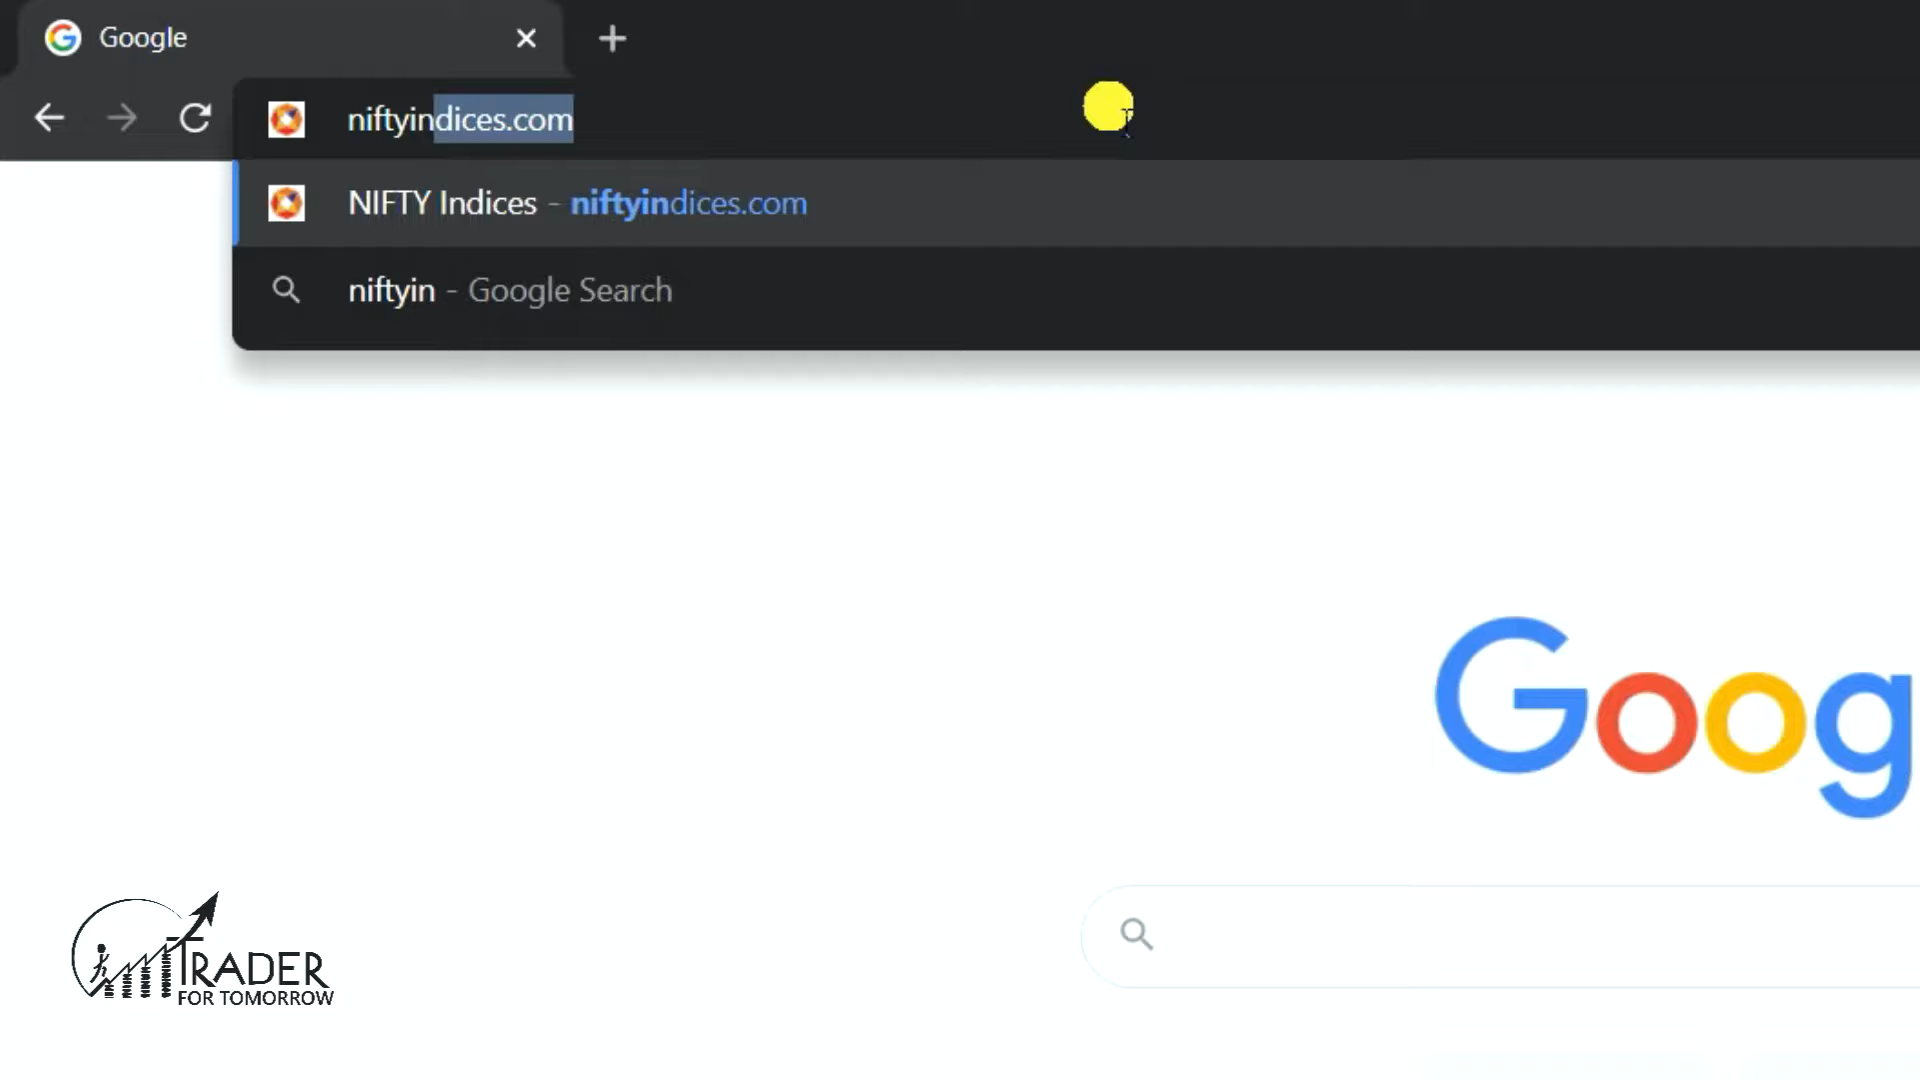 Google
niftyindices.com
NIFTY Indices - niftyindices.com
niftyin - Google Search
Goog
TRADER
FOR TOMORROW